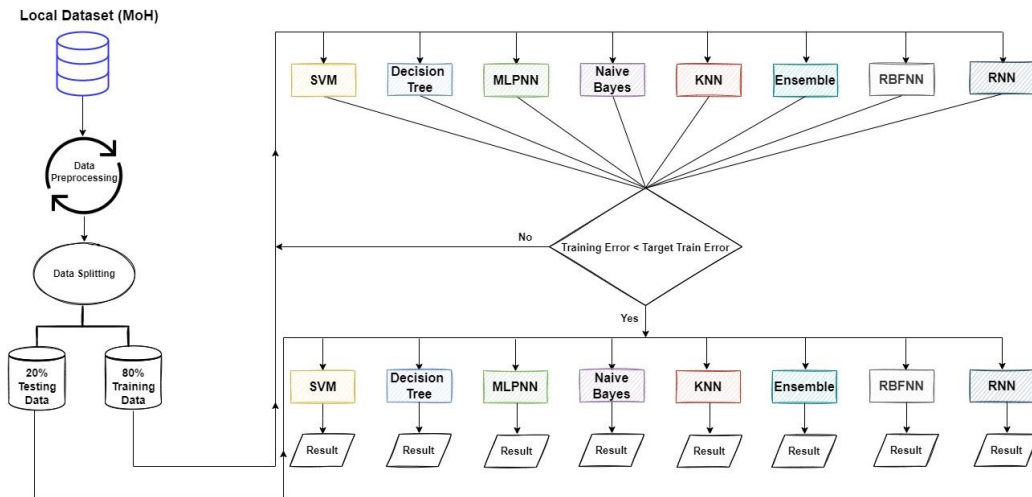 Local Dataset (MoH)
Data
Preprocessing
Data Splitting
20%
Testing
Data
80%
Training
Data
SVM
Decision
Tree
MLPNN
Naive
Bayes
KNN
Ensemble
RBFNN
RNN
Training Error < Target Train Error
No
Yes
SVM
Decision
Tree
MLPNN
Naive
Bayes
KNN
Ensemble
RBFNN
RNN
Result
Result
Result
Result
Result
Result
Result
Result